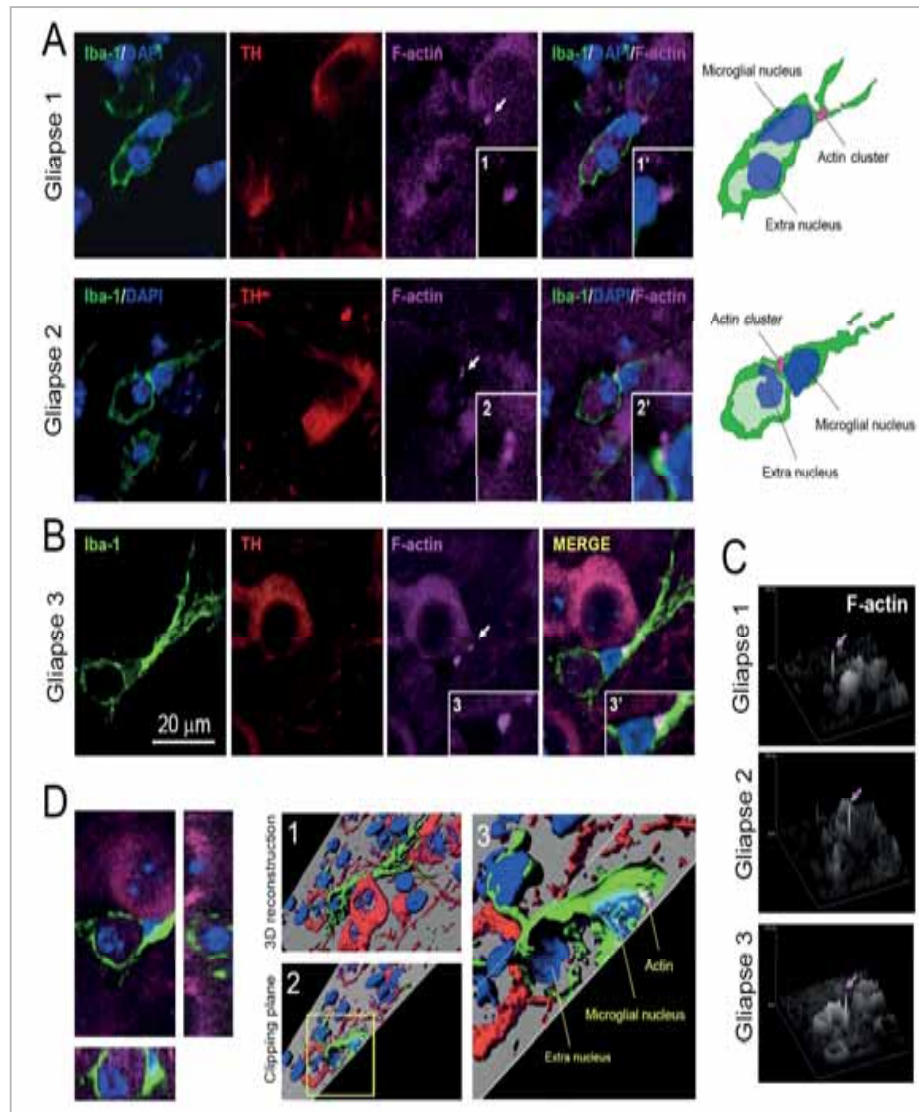 A
Gliapse 1
Iba-1/DAPI
TH
F-actin
1
Iba-1/DAPI/F-actin
1'
Microglial nucleus
Actin cluster
Extra nucleus
Gliapse 2
Iba-1/DAPI
TH
F-actin
2
Iba-1/DAPI/F-actin
2'
Actin cluster
Microglial nucleus
Extra nucleus
B
Gliapse 3
Iba-1
20 μm
TH
F-actin
3
MERGE
3'
C
F-actin
Gliapse 1
Gliapse 2
Gliapse 3
D
3D reconstruction
1
Clipping plane
2
3
Actin
Microglial nucleus
Extra nucleus